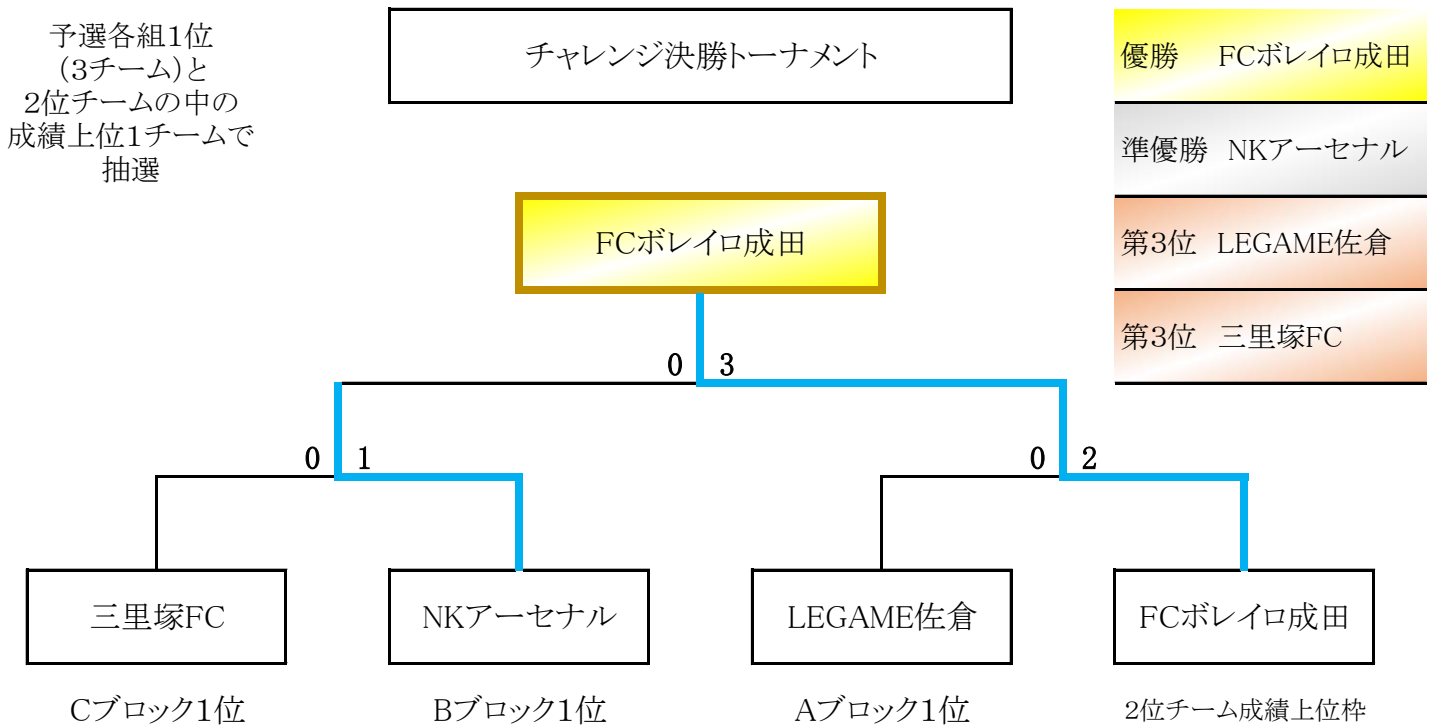 予選各組1位
(3チーム)と
2位チームの中の
成績上位1チームで
抽選
チャレンジ決勝トーナメント
優勝 FCボレイロ成田
準優勝 NKアーセナル
第3位 LEGAME佐倉
第3位 三里塚FC
FCボレイロ成田
0 3
0 1
0 2
三里塚FC
NKアーセナル
LEGAME佐倉
FCボレイロ成田
Cブロック1位
Bブロック1位
Aブロック1位
2位チーム成績上位枠